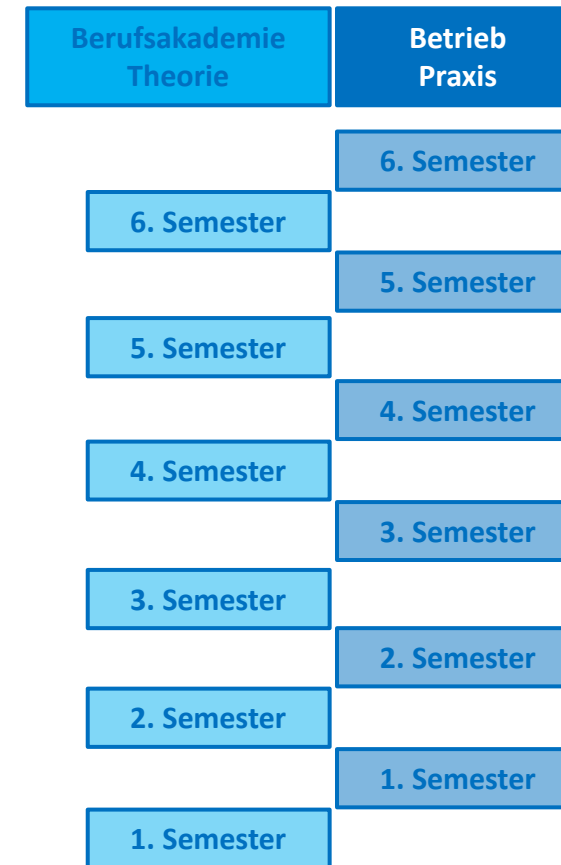 Berufsakademie
Theorie
Betrieb
Praxis
6. Semester
6. Semester
5. Semester
5. Semester
4. Semester
4. Semester
3. Semester
3. Semester
2. Semester
2. Semester
1. Semester
1. Semester